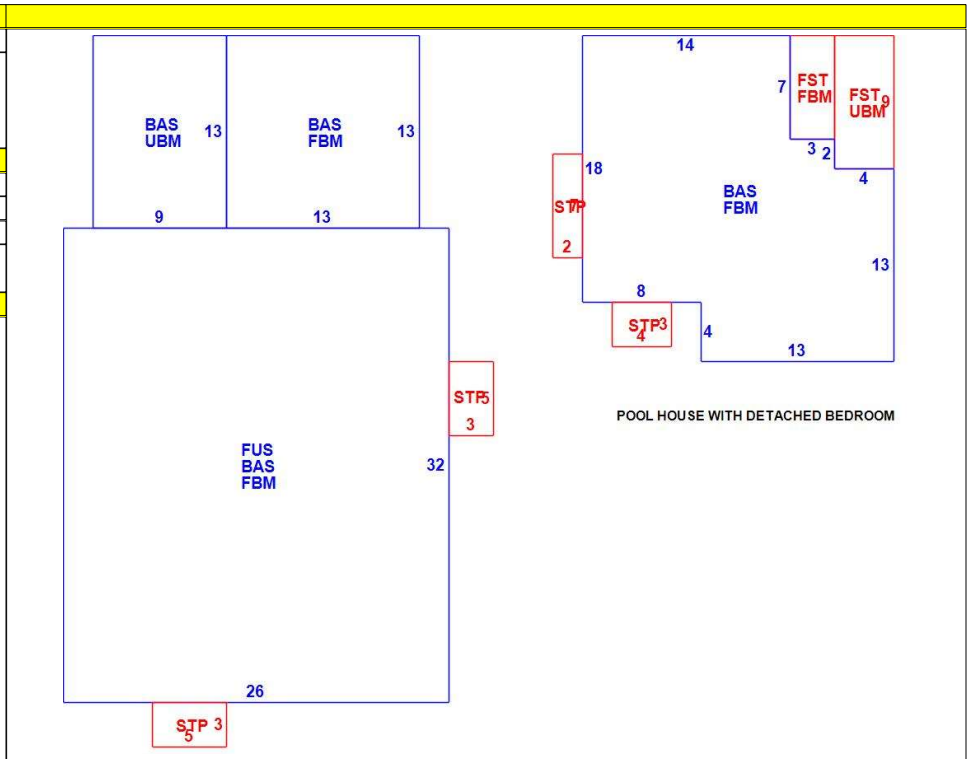 BAS
UBM
13
9
BAS
FBM
13
13
FUS
BAS
FBM
32
26
STP 5
3
STP 3
5
14
7
FST
FBM
3
FST 9
UBM
2
4
18
BAS
FBM
13
STP 7
2
8
STP 3
4
4
13
POOL HOUSE WITH DETACHED BEDROOM